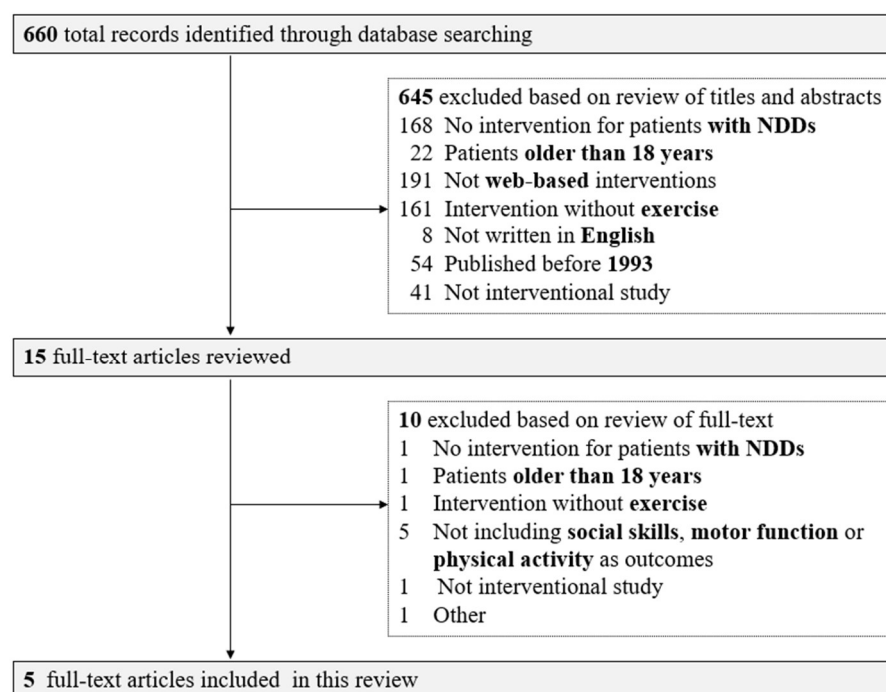 660 total records identified through database searching
645 excluded based on review of titles and abstracts
168 No intervention for patients with NDDs
22 Patients older than 18 years
191 Not web-based interventions
161 Intervention without exercise
8 Not written in English
54 Published before 1993
41 Not interventional study
15 full-text articles reviewed
10 excluded based on review of full-text
1 No intervention for patients with NDDs
1 Patients older than 18 years
1 Intervention without exercise
5 Not including social skills, motor function or
physical activity as outcomes
1 Not interventional study
1 Other
5 full-text articles included in this review